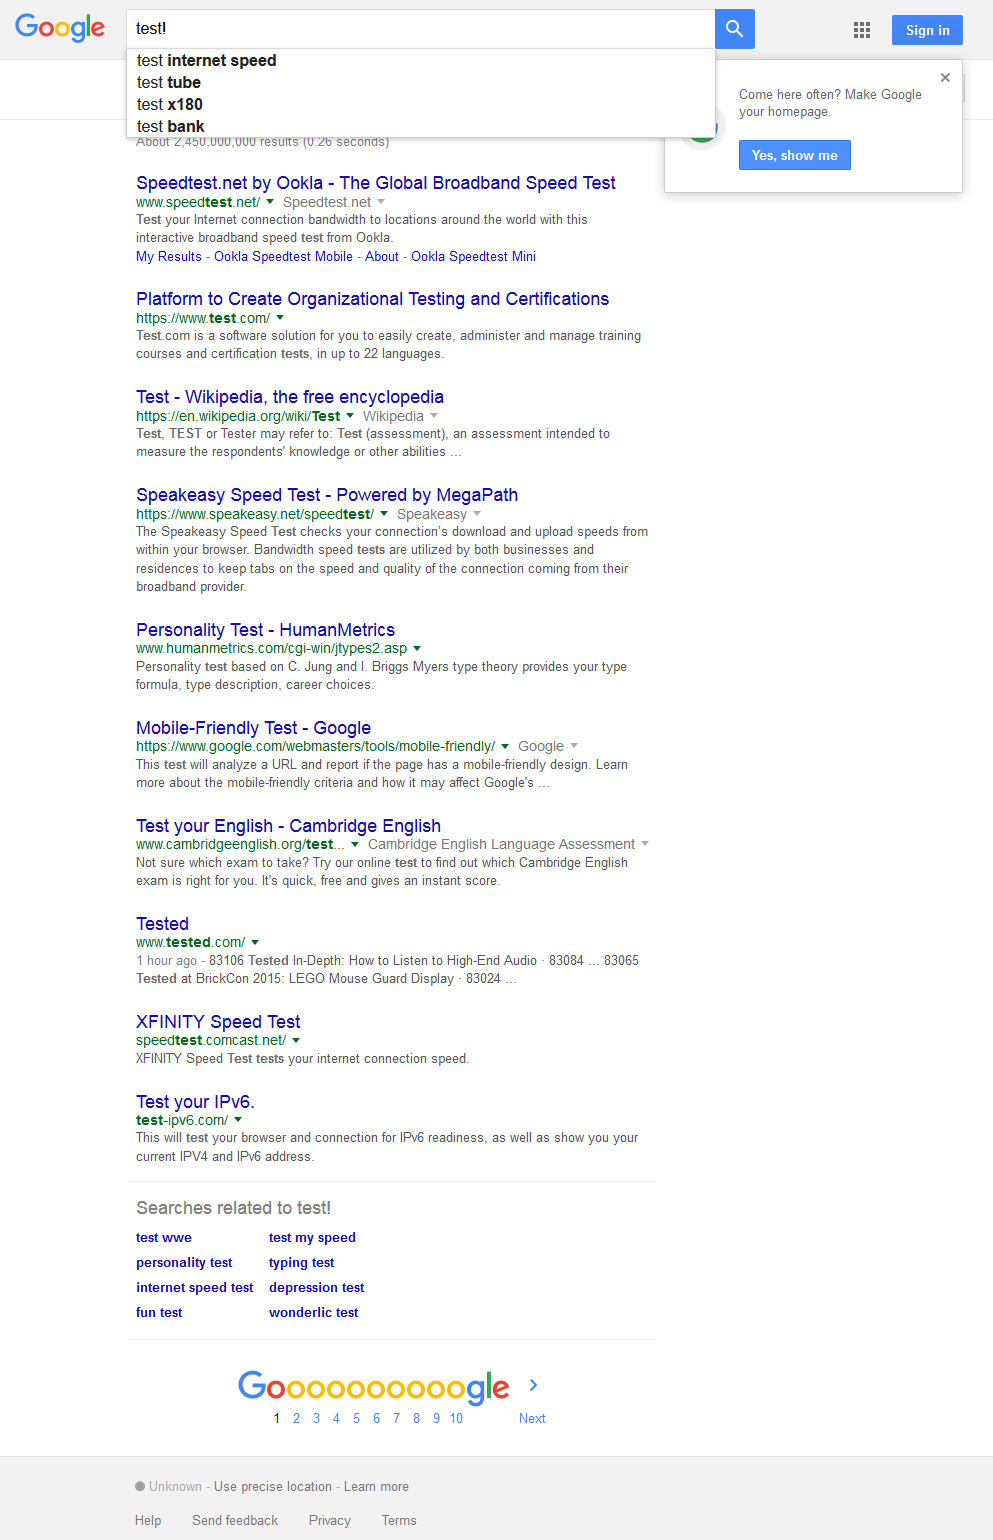 Google
test!
Sign in
test internet speed
test tube
test x180
test bank
Come here often? Make Google
your homepage.
Yes, show me
About 2,450,000,000 results (0.26 seconds)
Speedtest.net by Ookla - The Global Broadband Speed Test
www.speedtest.net/ Speedtest.net
Test your Internet connection bandwidth to locations around the world with this
interactive broadband speed test from Ookla.
My Results - Ookla Speedtest Mobile - About - Ookla Speedtest Mini
Platform to Create Organizational Testing and Certifications
https://www.test.com/
Test.com is a software solution for you to easily create, administer and manage training
courses and certification tests, in up to 22 languages.
Test - Wikipedia, the free encyclopedia
https://en.wikipedia.org/wiki/Test Wikipedia
Test, TEST or Tester may refer to: Test (assessment), an assessment intended to
measure the respondents' knowledge or other abilities ...
Speakeasy Speed Test - Powered by MegaPath
https://www.speakeasy.net/speedtest/ Speakeasy
The Speakeasy Speed Test checks your connection's download and upload speeds from
within your browser. Bandwidth speed tests are utilized by both businesses and
residences to keep tabs on the speed and quality of the connection coming from their
broadband provider.
Personality Test - HumanMetrics
www.humanmetrics.com/cgi-win/jtypes2.asp
Personality test based on C. Jung and I. Briggs Myers type theory provides your type
formula, type description, career choices.
Mobile-Friendly Test - Google
https://www.google.com/webmasters/tools/mobile-friendly/ Google
This test will analyze a URL and report if the page has a mobile-friendly design. Learn
more about the mobile-friendly criteria and how it may affect Google's ...
Test your English - Cambridge English
www.cambridgeenglish.org/test... Cambridge English Language Assessment
Not sure which exam to take? Try our online test to find out which Cambridge English
exam is right for you. It's quick, free and gives an instant score.
Tested
www.tested.com/
1 hour ago - 83106 Tested In-Depth: How to Listen to High-End Audio · 83084 ... 83065
Tested at BrickCon 2015: LEGO Mouse Guard Display · 83024 ...
XFINITY Speed Test
speedtest.comcast.net/
XFINITY Speed Test tests your internet connection speed.
Test your IPv6.
test-ipv6.com/
This will test your browser and connection for IPv6 readiness, as well as show you your
current IPV4 and IPv6 address.
Searches related to test!
test wwe test my speed
personality test typing test
internet speed test depression test
fun test wonderlic test
Goooooooooogle
1 2 3 4 5 6 7 8 9 10 Next
Unknown - Use precise location - Learn more
Help Send feedback Privacy Terms